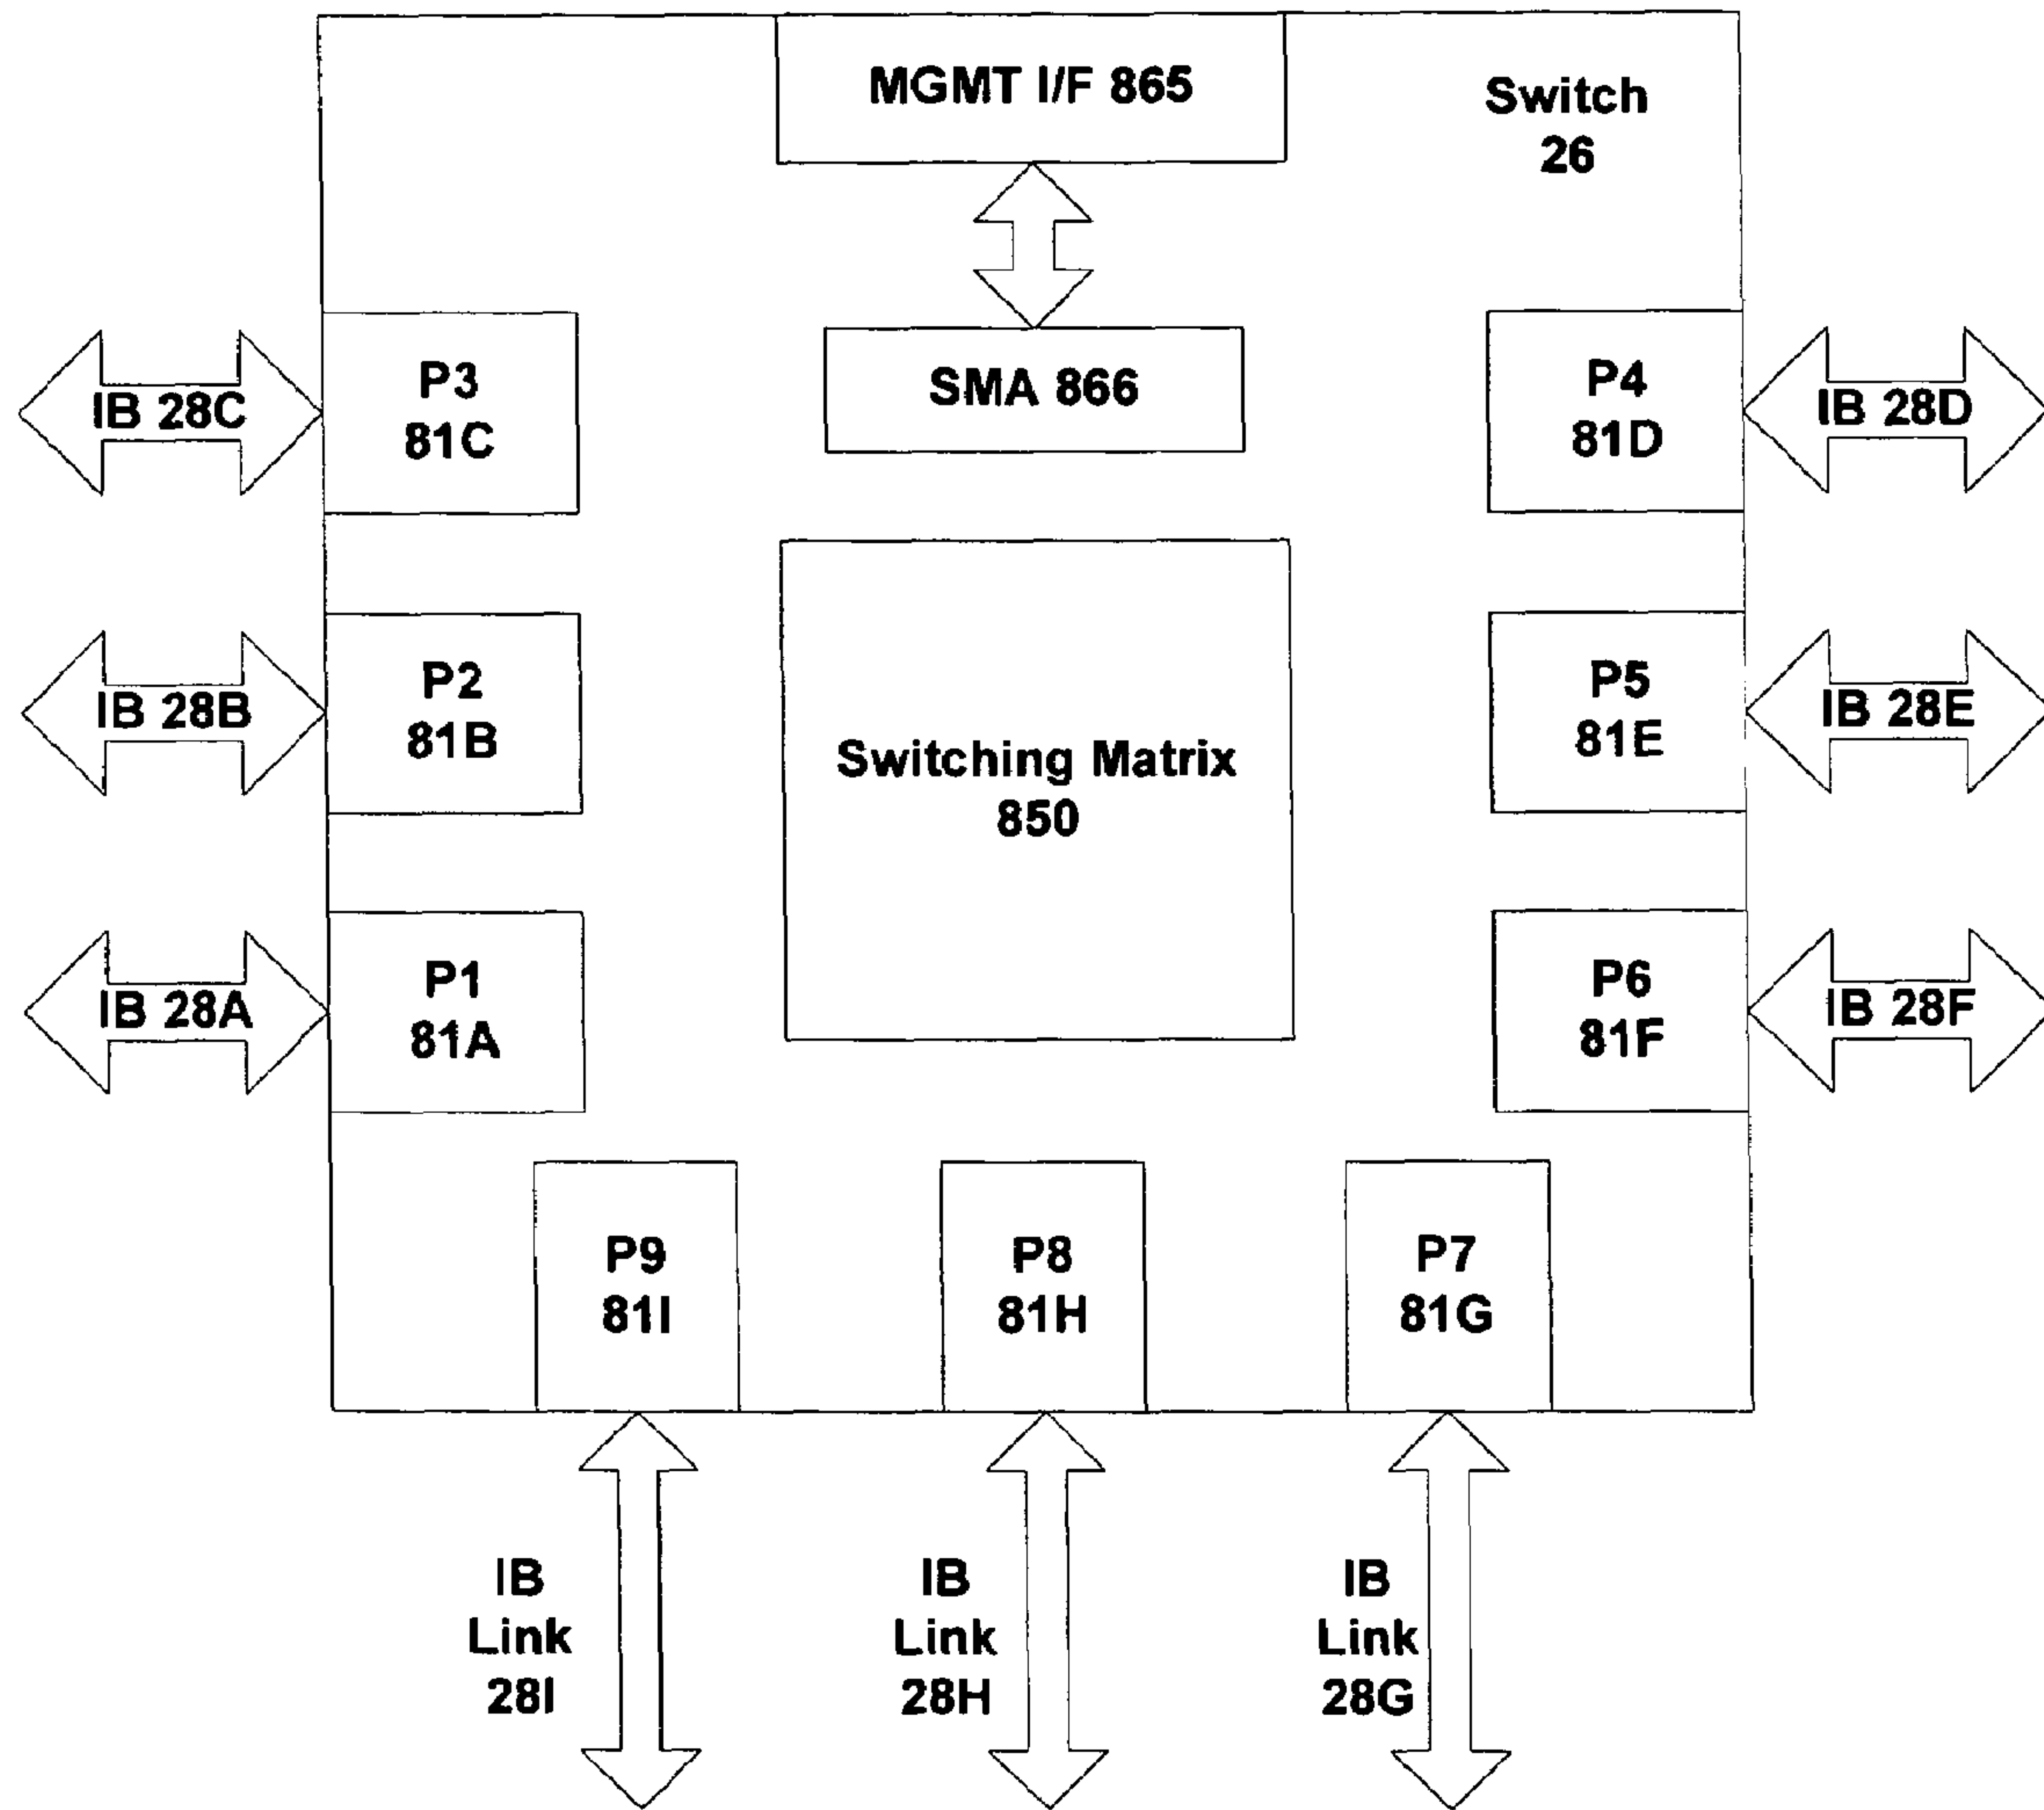 MGMT I/F 865
Switch
26
SMA 866
IB 28C
P3
81C
P4
81D
IB 28D
IB 28B
P2
81B
Switching Matrix
850
P5
81E
IB 28E
IB 28A
P1
81A
P6
81F
IB 28F
P9
81I
P8
81H
P7
81G
IB
Link
28I
IB
Link
28H
IB
Link
28G